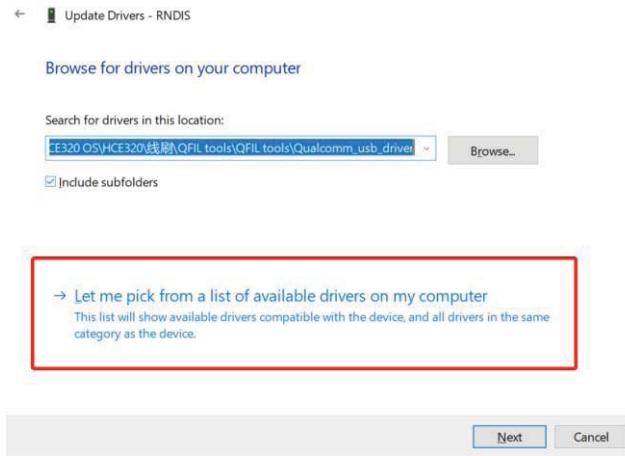 Update Drivers - RNDIS
Browse for drivers on your computer
Search for drivers in this location:
CE320 OS\HCE320\线刷\QFIL tools\QFIL tools\Qualcomm_usb_driver
Browse...
Include subfolders
→ Let me pick from a list of available drivers on my computer
This list will show available drivers compatible with the device, and all drivers in the same
category as the device.
Next
Cancel